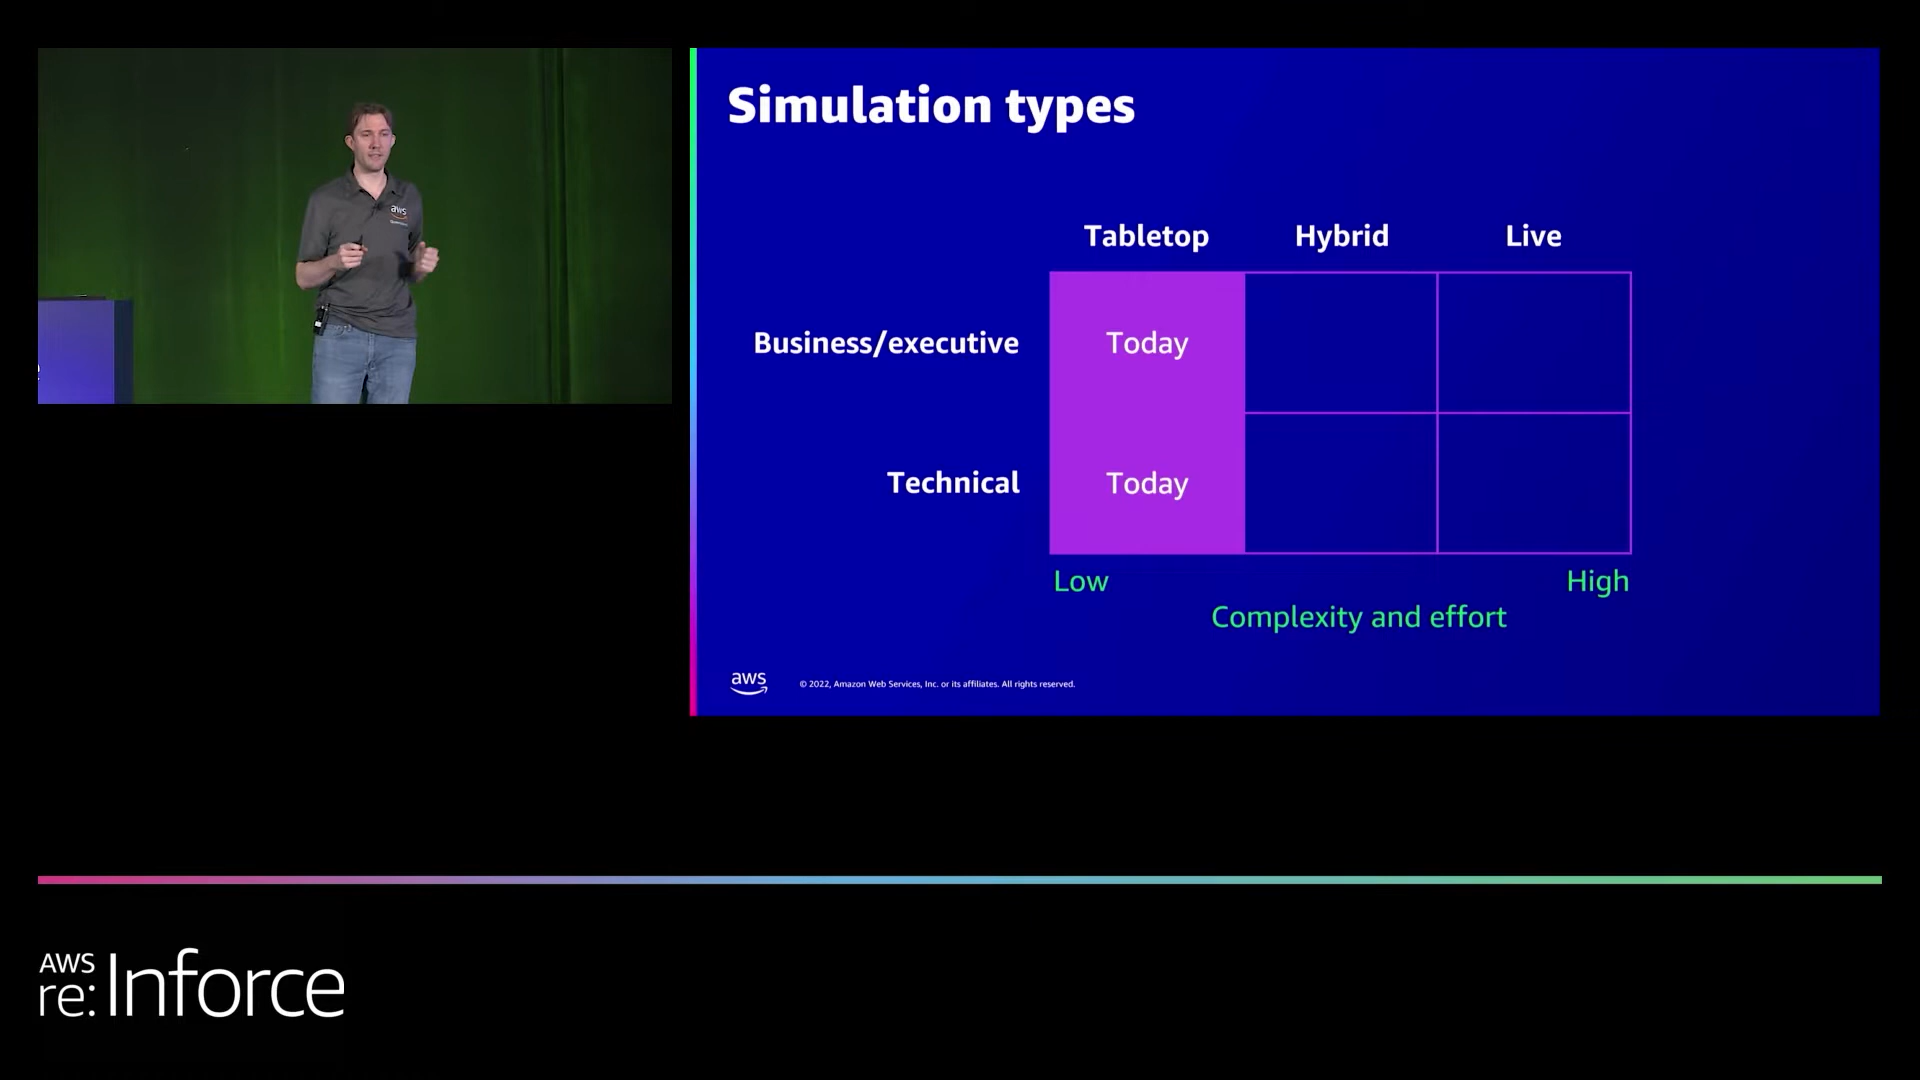 aws
Simulation types
Tabletop Hybrid Live
Business/executive Today
Technical Today
Low High
Complexity and effort
aws © 2022, Amazon Web Services, Inc. or its affiliates. All rights reserved.
AWS
re:Inforce